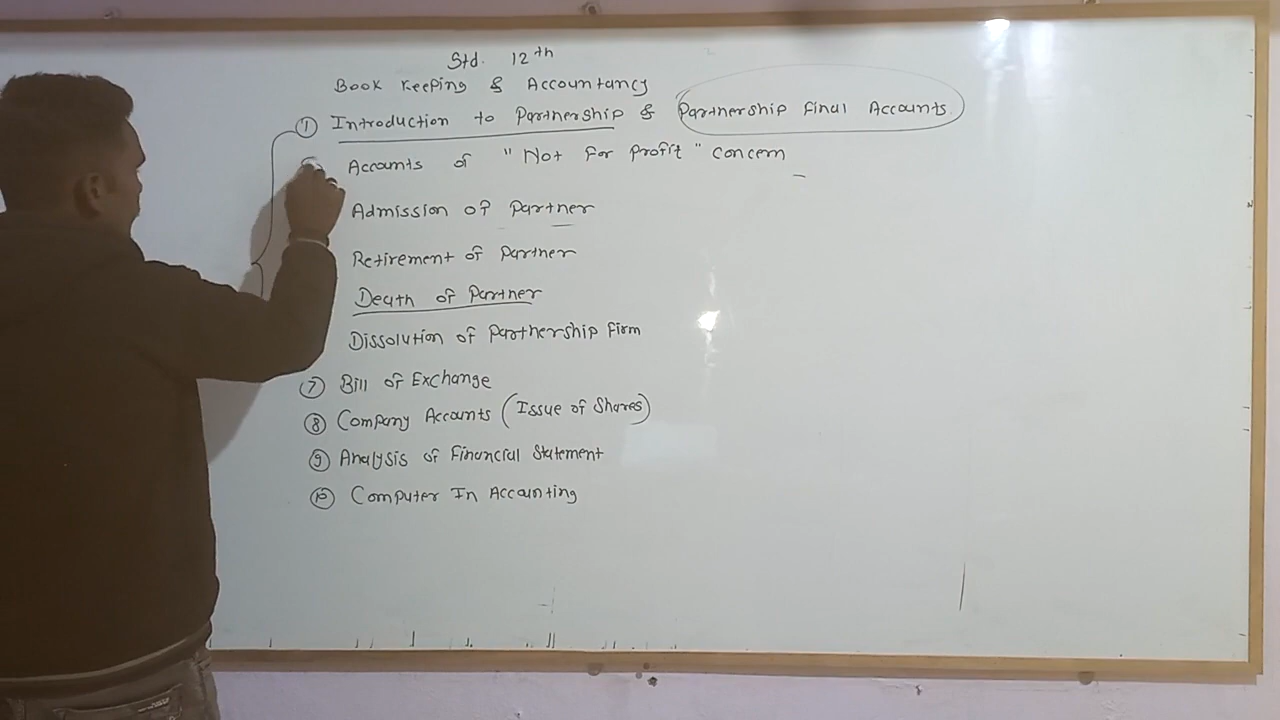 Std. 12th
Book Keeping & Accountancy
① Introduction to Partnership & Partnership Final Accounts
Accounts of "Not For Profit" Concern
Admission of Partner
Retirement of Partner
Death of Partner
Dissolution of Partnership Firm
⑦ Bill of Exchange
⑧ Company Accounts (Issue of Shares)
⑨ Analysis of Financial Statement
⑩ Computer In Accounting